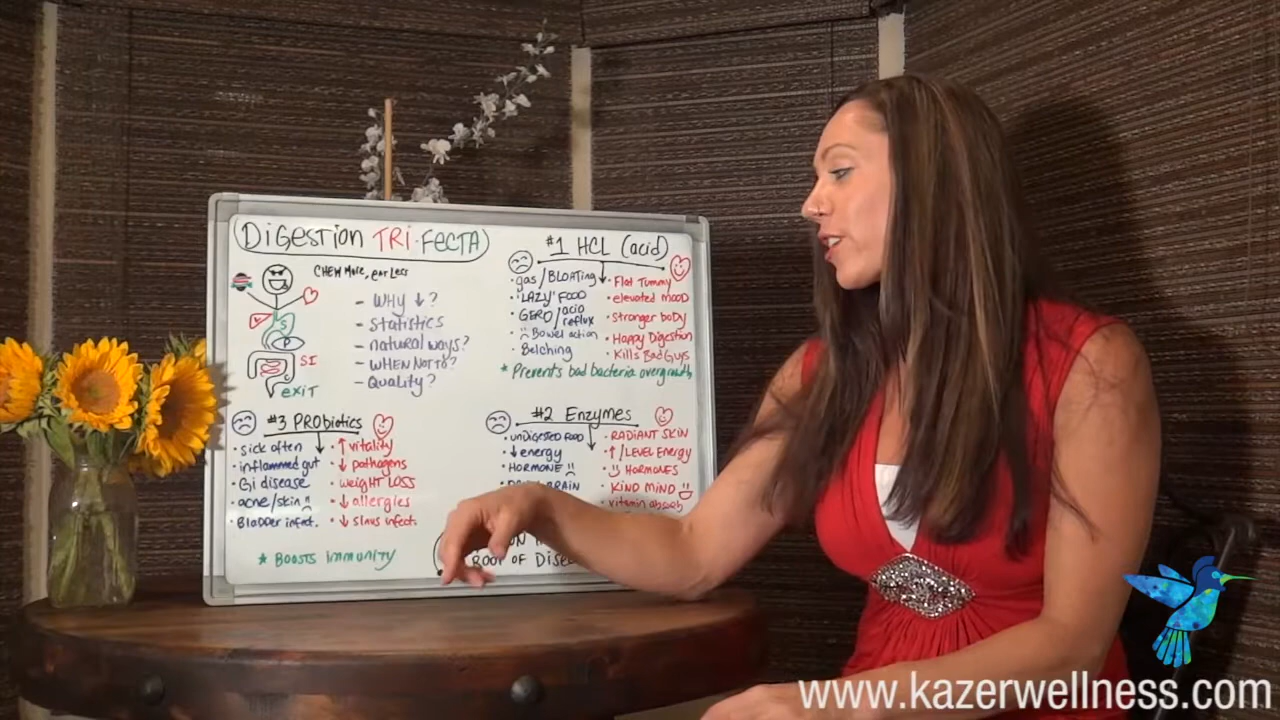 (DIGESTION TRI-FECTA)
CHEW MORE, eat Less
SI
EXIT
- WHY ↓?
- Statistics
- natural ways?
- WHEN NOT TO?
- Quality?
#1 HCL (acid)
• gas/BLOATING
• "LAZY" FOOD
• GERD/acid reflux
• Bowel action
• Belching
• Flat Tummy
• elevated MOOD
• Stronger body
• Happy Digestion
• Kills Bad Guys
* Prevents bad bacteria overgrowth
#3 PRObiotics
• sick often
• inflammed gut
• Gi disease
• acne/skin
• Bladder infect.
• ↑ vitality
• ↓ pathogens
• weight LOSS
• ↓ allergies
• ↓ sinus infect.
* BOOSTS immunity
#2 Enzymes
• UNDIGESTED FOOD
• ↓ energy
• HORMONE
• RADIANT SKIN
• ↑/LEVEL Energy
• HORMONES
• KIND MIND
• vitamin absorb
ROOT OF
www.kazerwellness.com